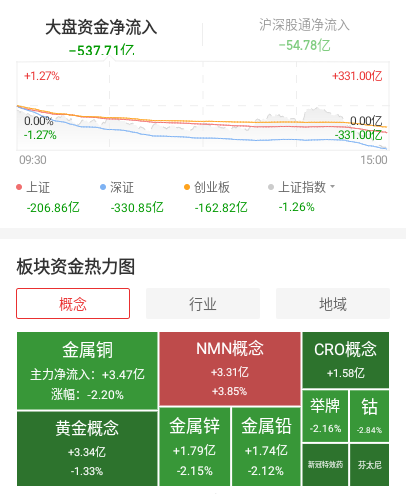 大盘资金净流入
沪深股通净流入
-537.71亿
-54.78亿
+1.27%
+331.00亿
0.00%
0.00亿
-1.27%
-331.00亿
09:30
15:00
上证
深证
创业板
上证指数
-206.86亿
-330.85亿
-162.82亿
-1.26%
板块资金热力图
概念
行业
地域
金属铜
主力净流入：+3.47亿
涨幅：-2.20%
NMN概念
+3.31亿
+3.85%
CRO概念
+1.58亿
黄金概念
+3.34亿
-1.33%
金属锌
+1.79亿
-2.15%
金属铅
+1.74亿
-2.12%
举牌
-2.16%
钴
-2.84%
新冠特效药
芬太尼